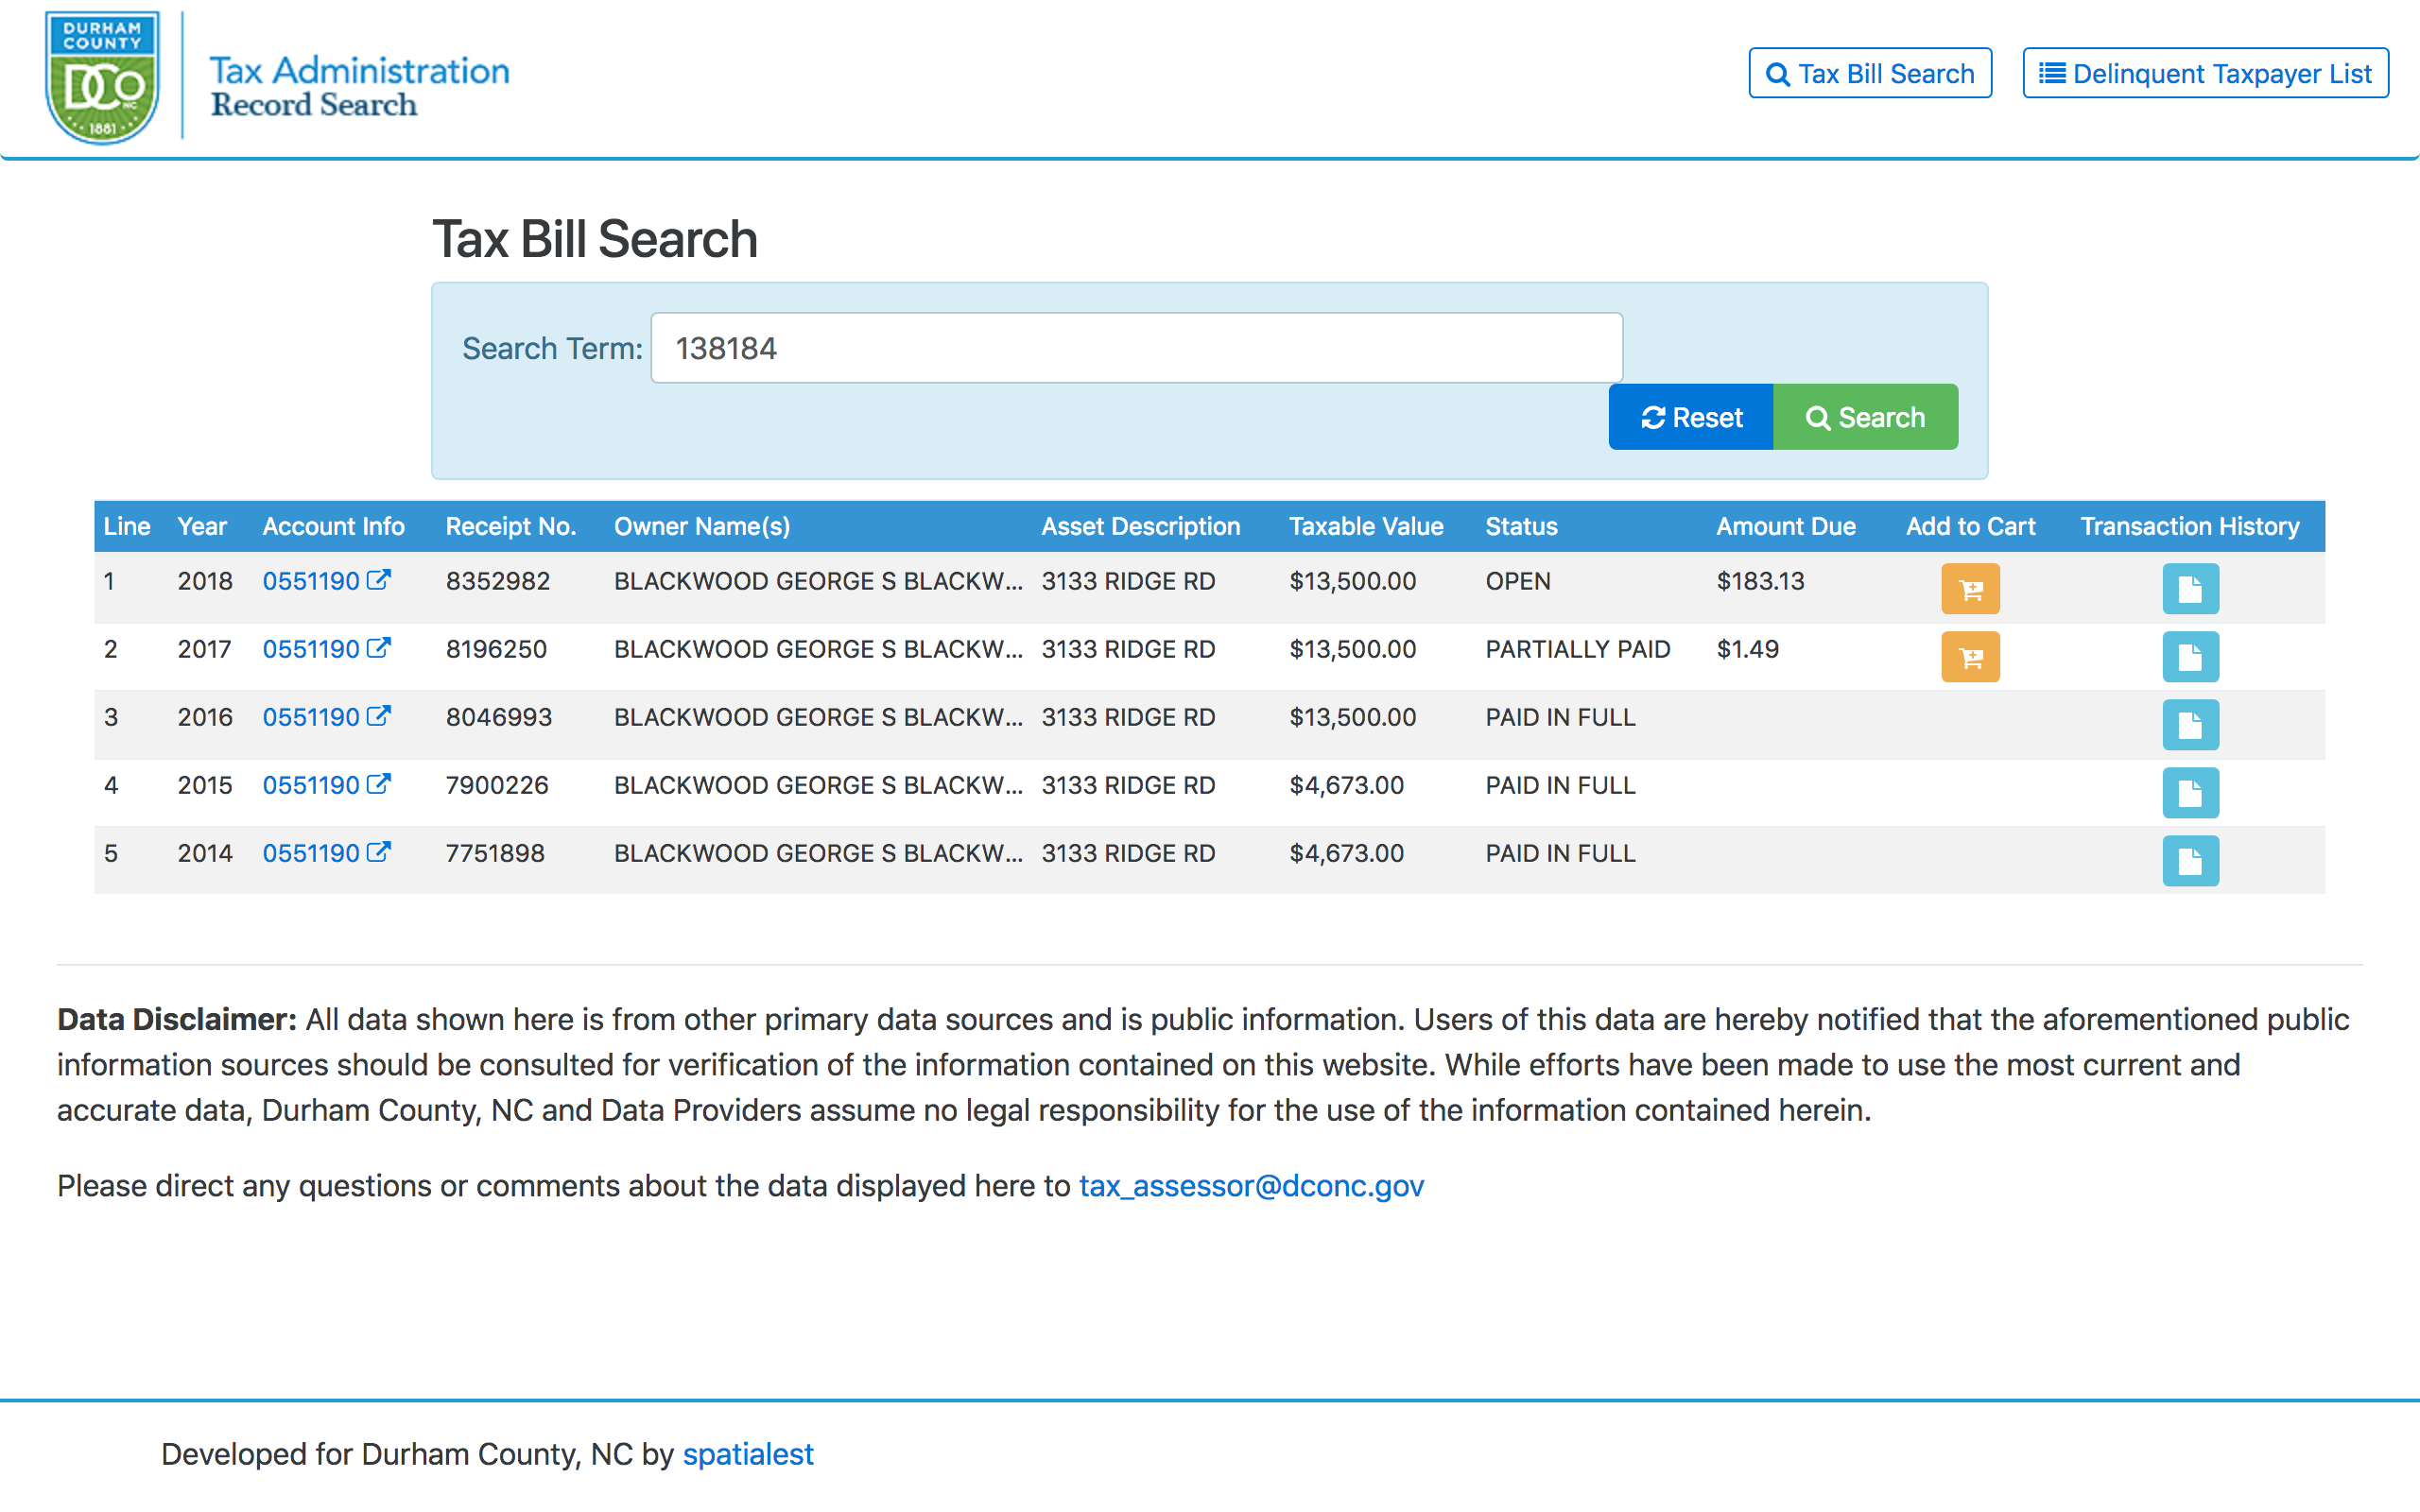 DURHAM
COUNTY
DCo
NC
1881
Tax Administration
Record Search
Tax Bill Search
Delinquent Taxpayer List
Tax Bill Search
Search Term: 138184
Reset Search
Line Year Account Info Receipt No. Owner Name(s) Asset Description Taxable Value Status Amount Due Add to Cart Transaction History
1 2018 0551190 8352982 BLACKWOOD GEORGE S BLACKW... 3133 RIDGE RD $13,500.00 OPEN $183.13
2 2017 0551190 8196250 BLACKWOOD GEORGE S BLACKW... 3133 RIDGE RD $13,500.00 PARTIALLY PAID $1.49
3 2016 0551190 8046993 BLACKWOOD GEORGE S BLACKW... 3133 RIDGE RD $13,500.00 PAID IN FULL
4 2015 0551190 7900226 BLACKWOOD GEORGE S BLACKW... 3133 RIDGE RD $4,673.00 PAID IN FULL
5 2014 0551190 7751898 BLACKWOOD GEORGE S BLACKW... 3133 RIDGE RD $4,673.00 PAID IN FULL
Data Disclaimer: All data shown here is from other primary data sources and is public information. Users of this data are hereby notified that the aforementioned public
information sources should be consulted for verification of the information contained on this website. While efforts have been made to use the most current and
accurate data, Durham County, NC and Data Providers assume no legal responsibility for the use of the information contained herein.
Please direct any questions or comments about the data displayed here to tax_assessor@dconc.gov
Developed for Durham County, NC by spatialest